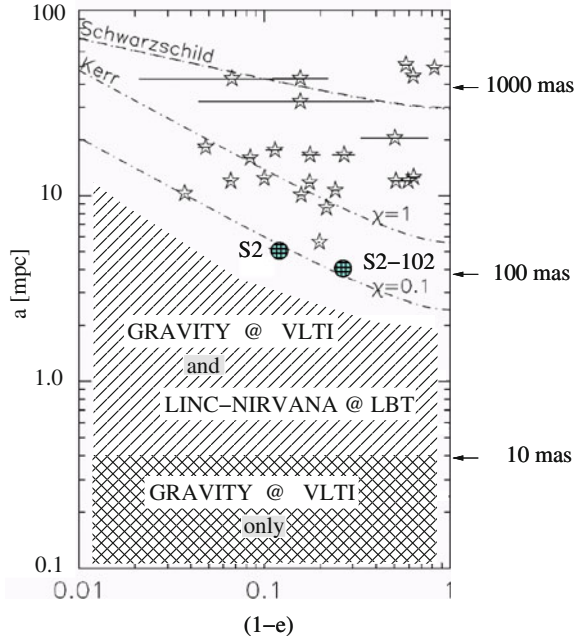 100
Schwarzschild
Kerr
1000 mas
10
χ=1
S2
S2−102
100 mas
χ=0.1
a [mpc]
GRAVITY @ VLTI
and
1.0
LINC−NIRVANA @ LBT
10 mas
GRAVITY @ VLTI
only
0.1
0.01
0.1
1
(1−e)